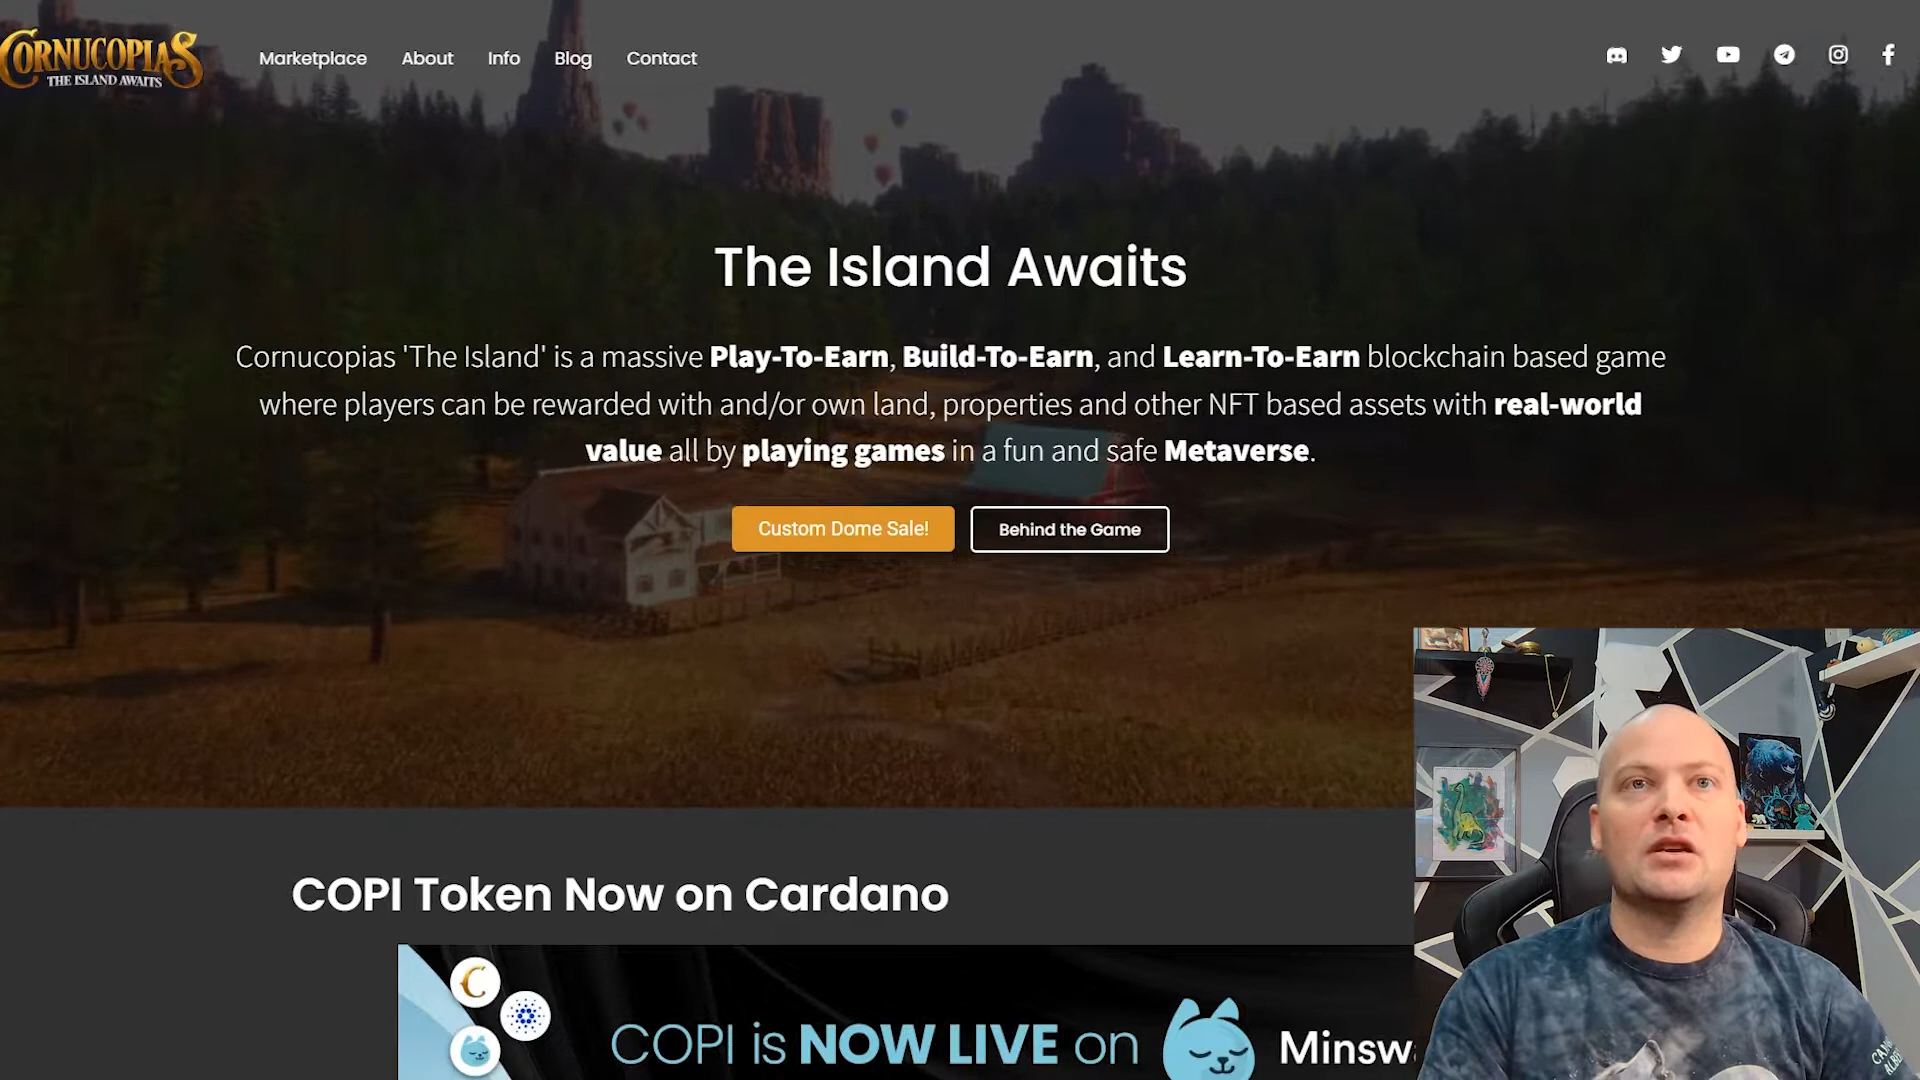 CORNUCOPIAS
THE ISLAND AWAITS
Marketplace About Info Blog Contact
The Island Awaits
Cornucopias 'The Island' is a massive Play-To-Earn, Build-To-Earn, and Learn-To-Earn blockchain based game
where players can be rewarded with and/or own land, properties and other NFT based assets with real-world
value all by playing games in a fun and safe Metaverse.
Custom Dome Sale! Behind the Game
COPI Token Now on Cardano
COPI is NOW LIVE on Minsw